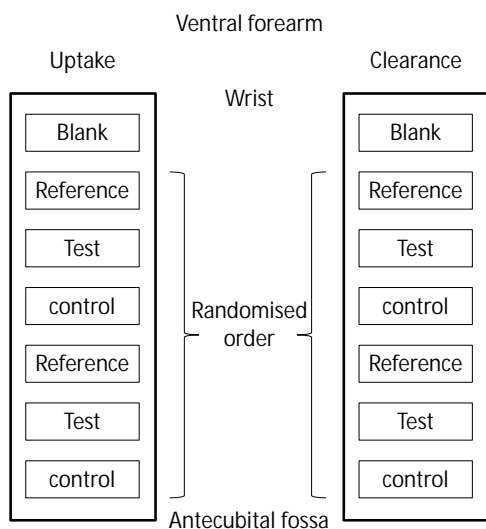 Ventral forearm
Uptake
Clearance
Wrist
Blank
Reference
Test
control
Reference
Test
control
Randomised
order
Blank
Reference
Test
control
Reference
Test
control
Antecubital fossa